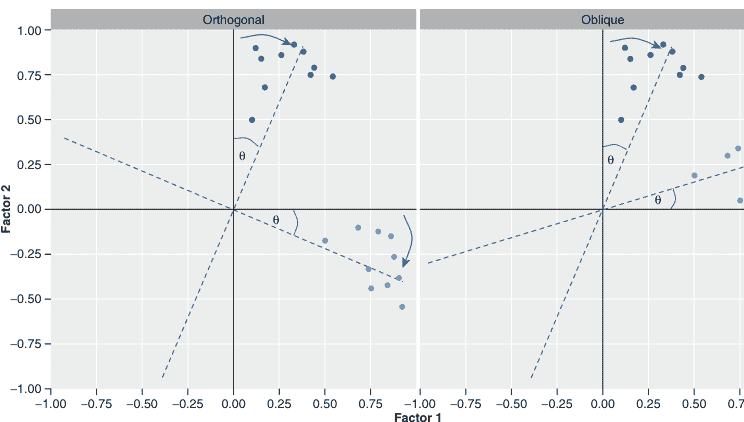 Orthogonal Oblique
1.00
0.75
0.50
0.25
0.00
−0.25
−0.50
−0.75
−1.00
Factor 2
θ
θ
θ
θ
−1.00 −0.75 −0.50 −0.25 0.00 0.25 0.50 0.75 −1.00 −0.75 −0.50 −0.25 0.00 0.25 0.50
Factor 1